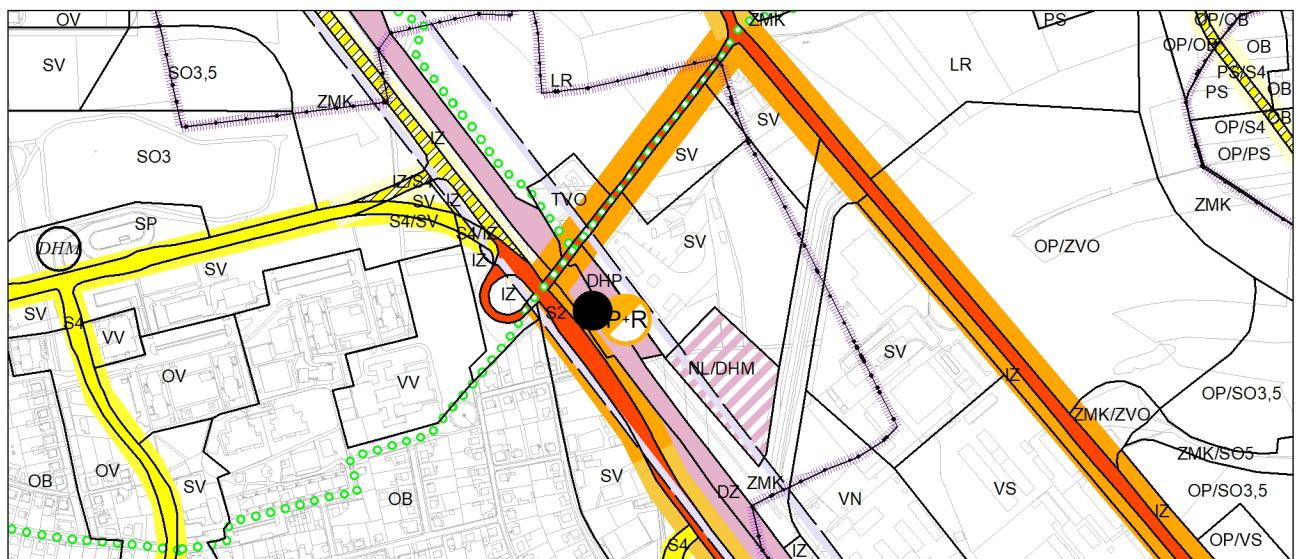 OV
ZMK
PS
OP/OB
SV
SO3,5
ZMK
LR
LR
OP/OB
OB
PS/S4
PS
OB
OB
IZ
SV
OP/S4
OP/PS
SO3
SV
IZ/S4
SV
IZ
TVO
ZMK
SP
S4/SV
S4/IZ
DHM
SV
IZ
SV
OP/ZVO
DHP
IZ
SV
S4
S2
P+R
VV
SV
OV
VV
NL/DHM
IZ
OP/SO3,5
ZMK/ZVO
ZMK/SO5
OB
OV
SV
OB
SV
DZ
ZMK
VN
VS
OP/SO3,5
IZ
S4
IZ
OP/VS